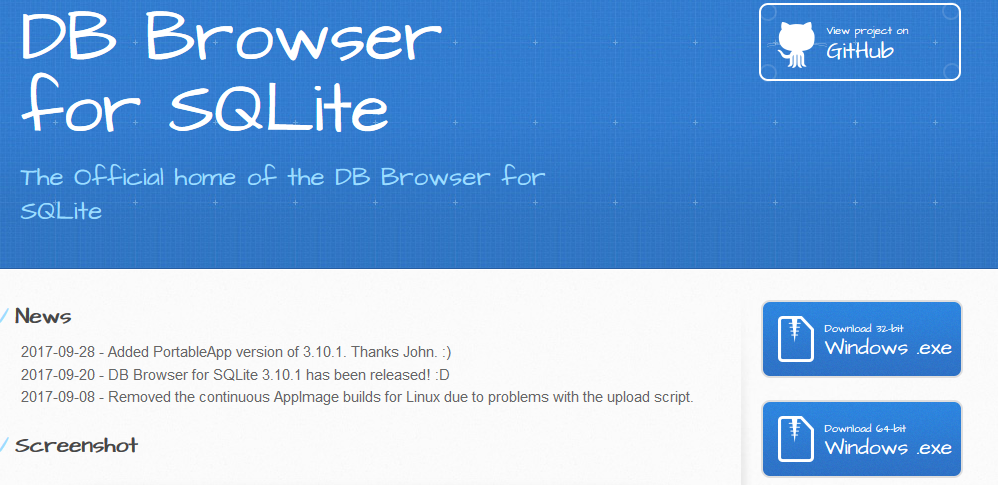 DB Browser
for SQLite
The Official home of the DB Browser for
SQLite
View project on
GitHub
News
2017-09-28 - Added PortableApp version of 3.10.1. Thanks John. :)
2017-09-20 - DB Browser for SQLite 3.10.1 has been released! :D
2017-09-08 - Removed the continuous AppImage builds for Linux due to problems with the upload script.
Screenshot
Download 32-bit
Windows .exe
Download 64-bit
Windows .exe